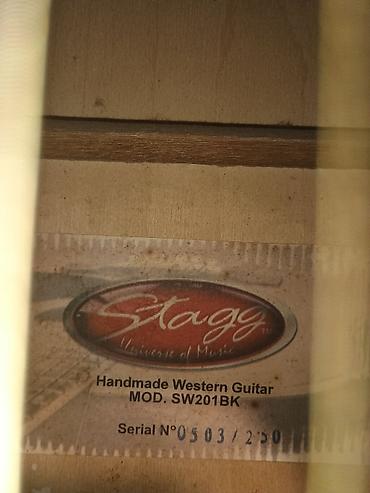 Stagg
Universe of Music
Handmade Western Guitar
MOD. SW201BK
Serial N°0503/250